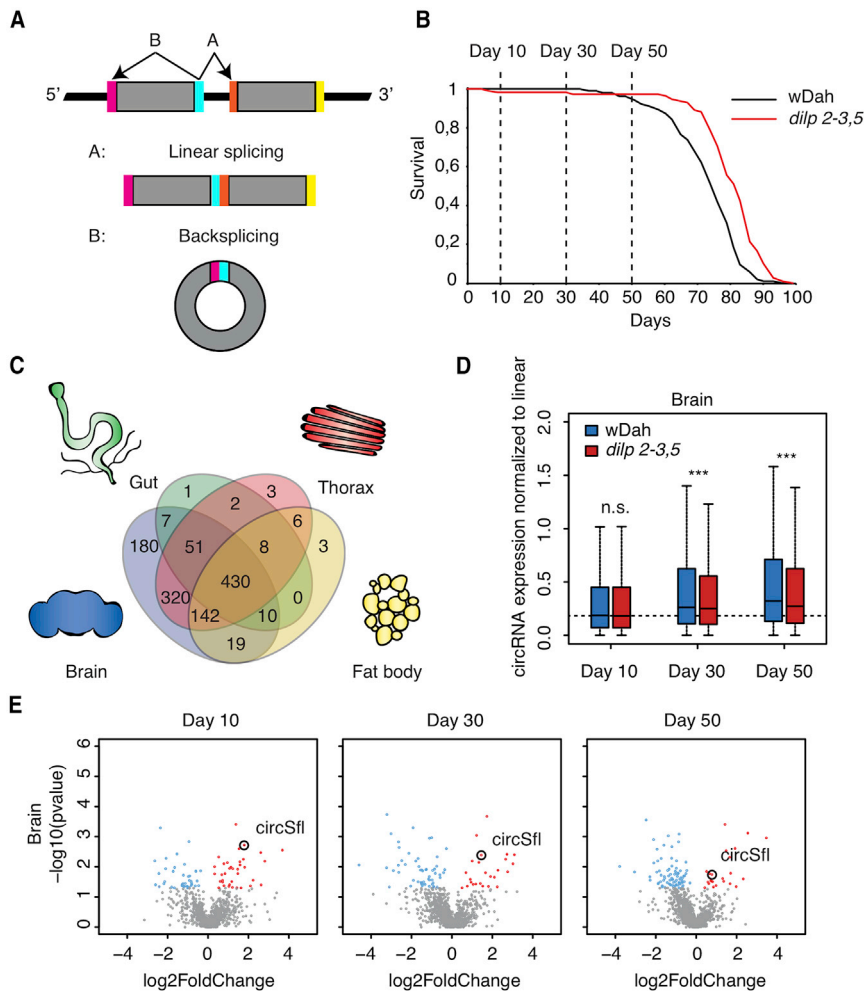 A
B A
5’ 3’
A: Linear splicing
B: Backsplicing
B
Day 10 Day 30 Day 50
1
0,8
0,6
0,4
0,2
0
Survival
0 10 20 30 40 50 60 70 80 90 100
Days
wDah
dilp 2-3,5
C
Gut
Thorax
1 2 3
7 6
180 51 8 3
430
320 0
142 10
19
Brain
Fat body
D
Brain
circRNA expression normalized to linear
2.0
1.5
1.0
0.5
0.0
wDah
dilp 2-3,5
n.s. *** ***
Day 10 Day 30 Day 50
E
Day 10 Day 30 Day 50
Brain
−log10(pvalue)
6
5
4
3
2
1
0
circSfl circSfl circSfl
−4 −2 0 2 4 −4 −2 0 2 4 −4 −2 0 2 4
log2FoldChange log2FoldChange log2FoldChange